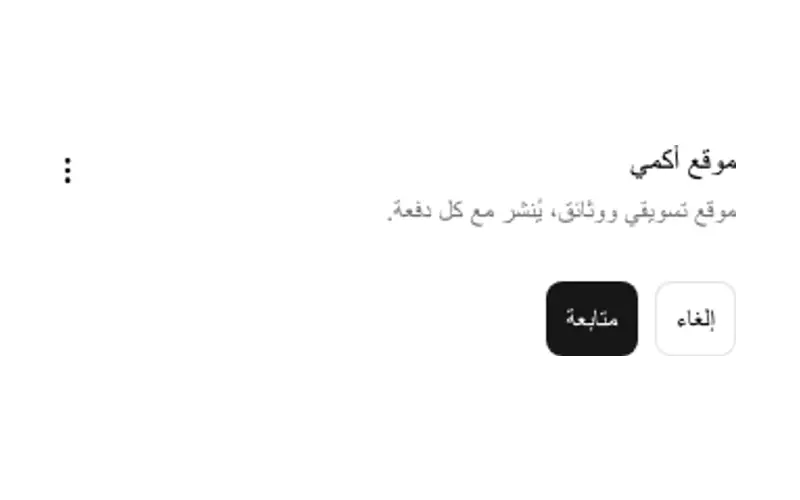 موقع أكمي
موقع تسويقي ووثائق، يُنشر مع كل دفعة.
إلغاء
متابعة